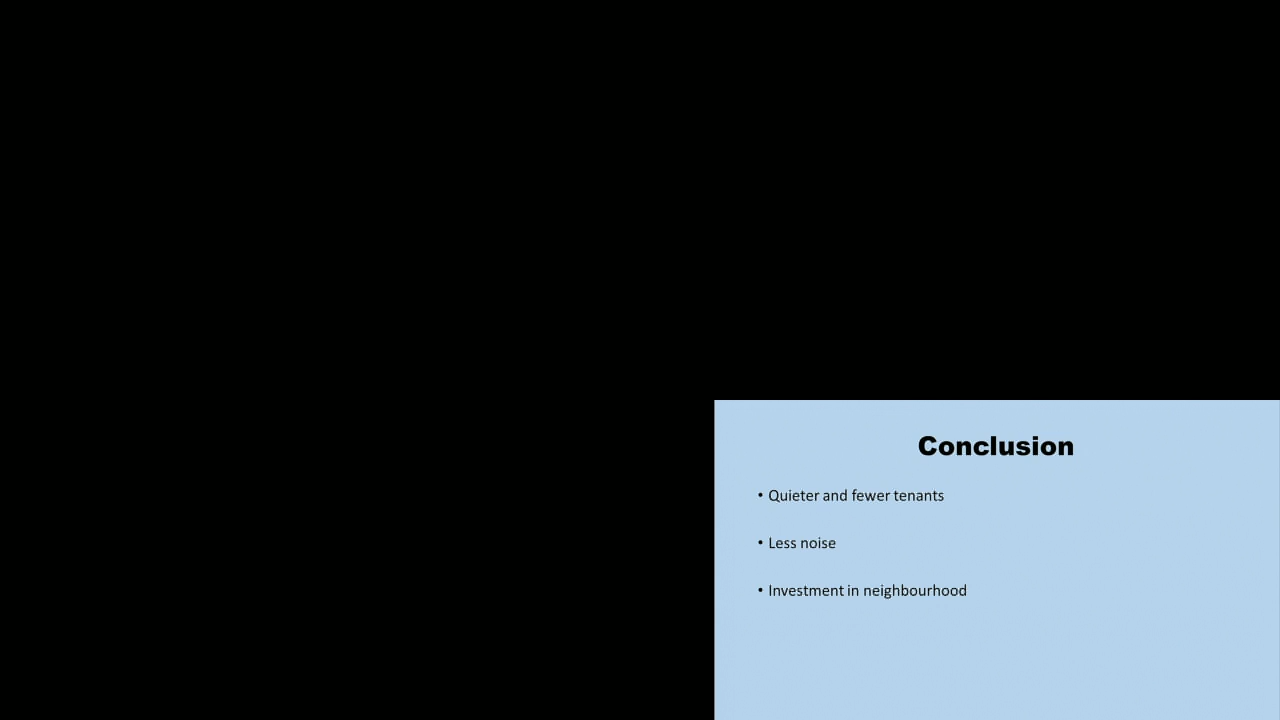 Conclusion
• Quieter and fewer tenants
• Less noise
• Investment in neighbourhood